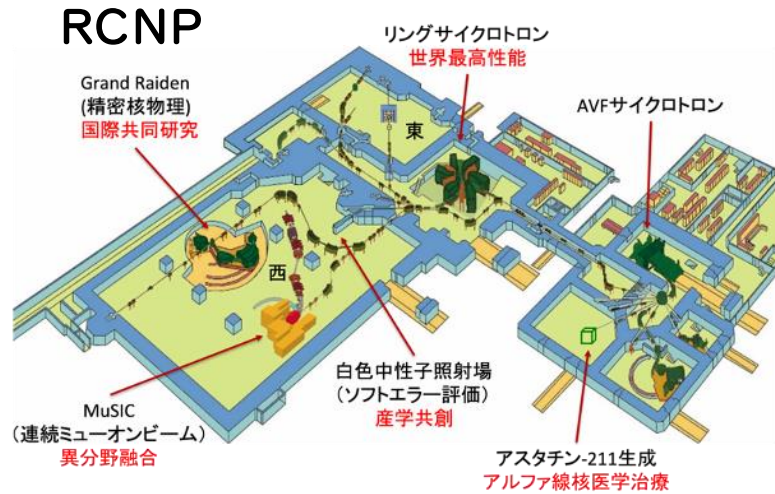 RCNP
リングサイクロトロン
世界最高性能
Grand Raiden
(精密核物理)
国際共同研究
東
AVFサイクロトロン
西
白色中性子照射場
(ソフトエラー評価)
産学共創
MuSIC
(連続ミューオンビーム)
異分野融合
アスタチン-211生成
アルファ線核医学治療